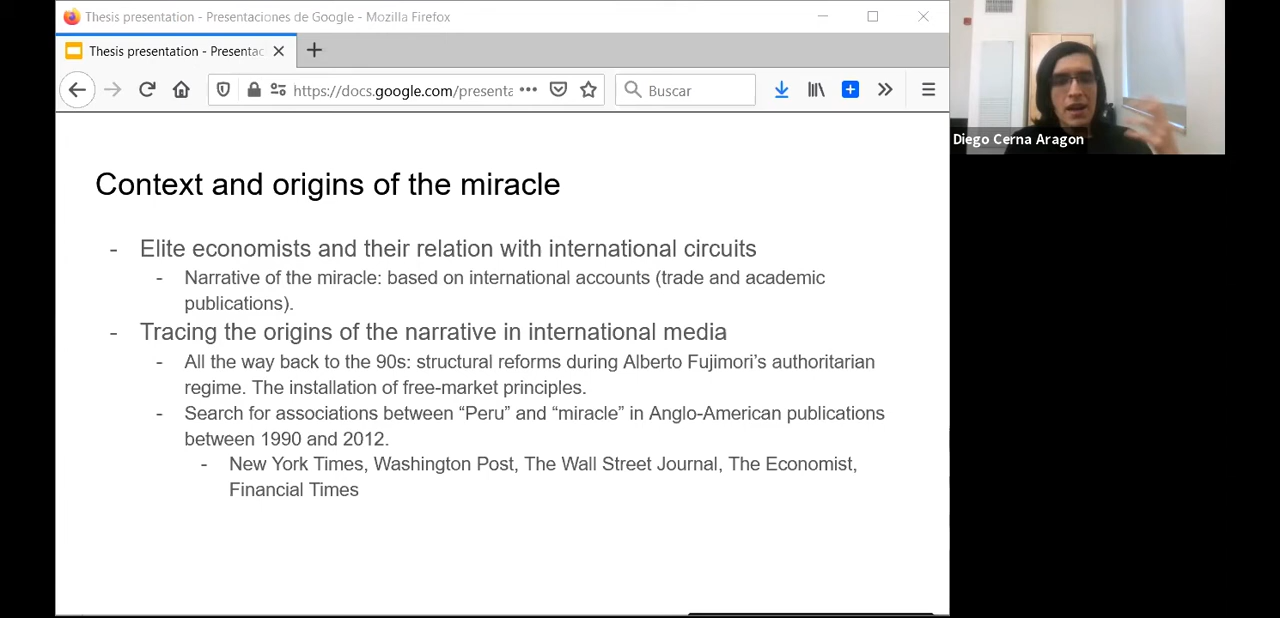 Thesis presentation - Presentaciones de Google - Mozilla Firefox
Thesis presentation - Presentac
https://docs.google.com/presenta
Buscar
Diego Cerna Aragon
Context and origins of the miracle
- Elite economists and their relation with international circuits
- Narrative of the miracle: based on international accounts (trade and academic
publications).
- Tracing the origins of the narrative in international media
- All the way back to the 90s: structural reforms during Alberto Fujimori’s authoritarian
regime. The installation of free-market principles.
- Search for associations between “Peru” and “miracle” in Anglo-American publications
between 1990 and 2012.
- New York Times, Washington Post, The Wall Street Journal, The Economist,
Financial Times